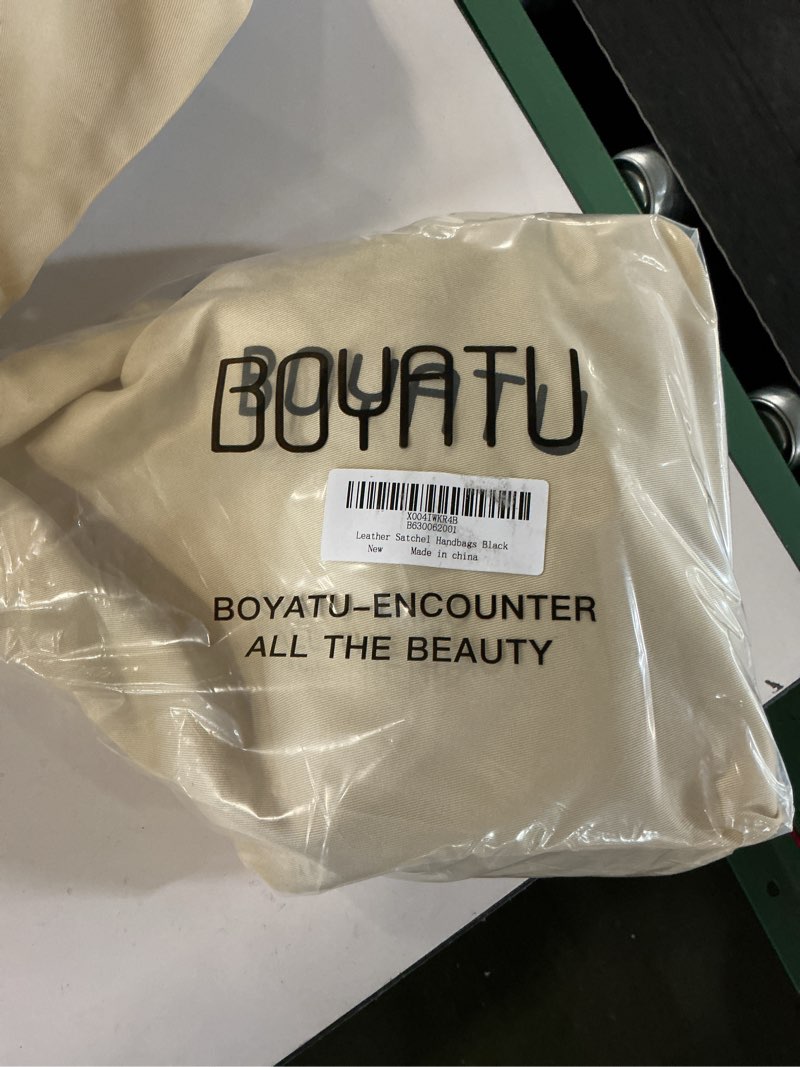 BOYATU
X004IWKR4B
B630062001
Leather Satchel Handbags Black
New Made in china
BOYATU-ENCOUNTER
ALL THE BEAUTY